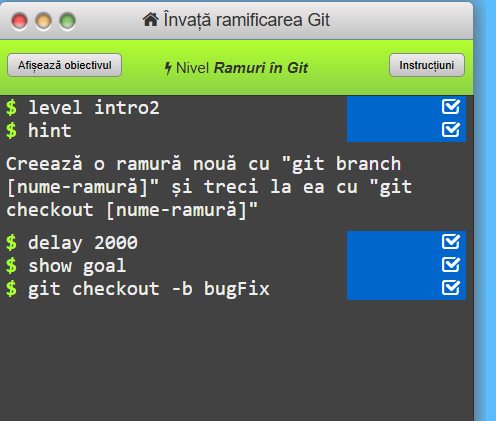 Învață ramificarea Git
Afișează obiectivul
Nivel Ramuri în Git
Instrucțiuni
$ level intro2
$ hint
Creează o ramură nouă cu "git branch
[nume-ramură]" și treci la ea cu "git
checkout [nume-ramură]"
$ delay 2000
$ show goal
$ git checkout -b bugFix